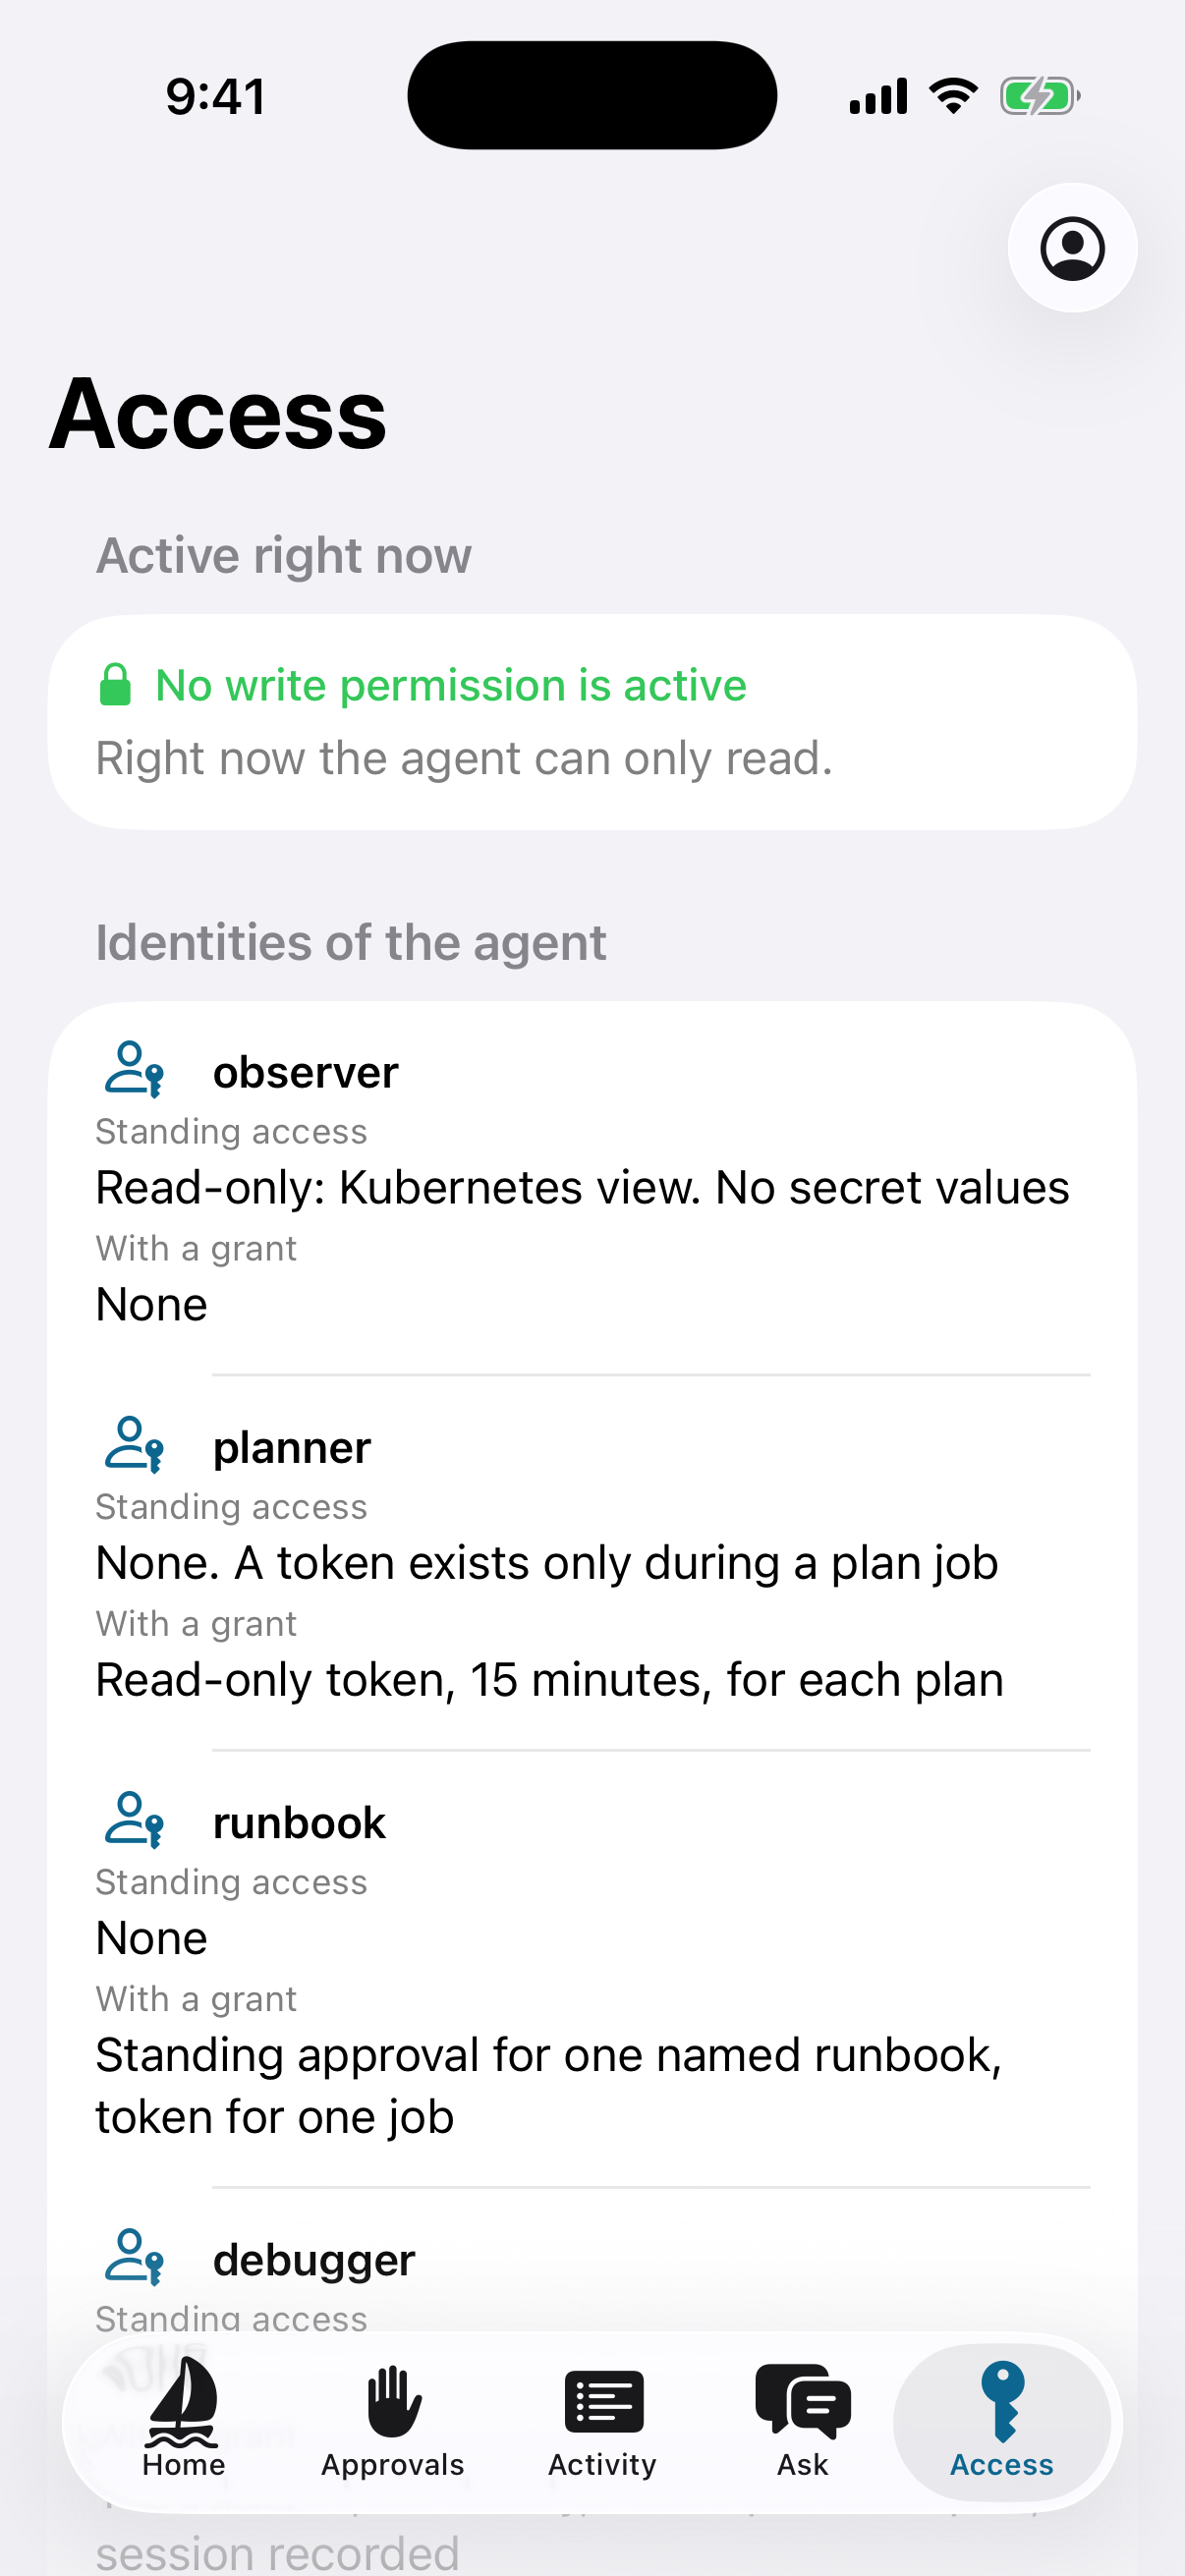 9:41
Access
Active right now
No write permission is active
Right now the agent can only read.
Identities of the agent
observer
Standing access
Read-only: Kubernetes view. No secret values
With a grant
None
planner
Standing access
None. A token exists only during a plan job
With a grant
Read-only token, 15 minutes, for each plan
runbook
Standing access
None
With a grant
Standing approval for one named runbook,
token for one job
debugger
Standing access
session recorded
Home
Approvals
Activity
Ask
Access